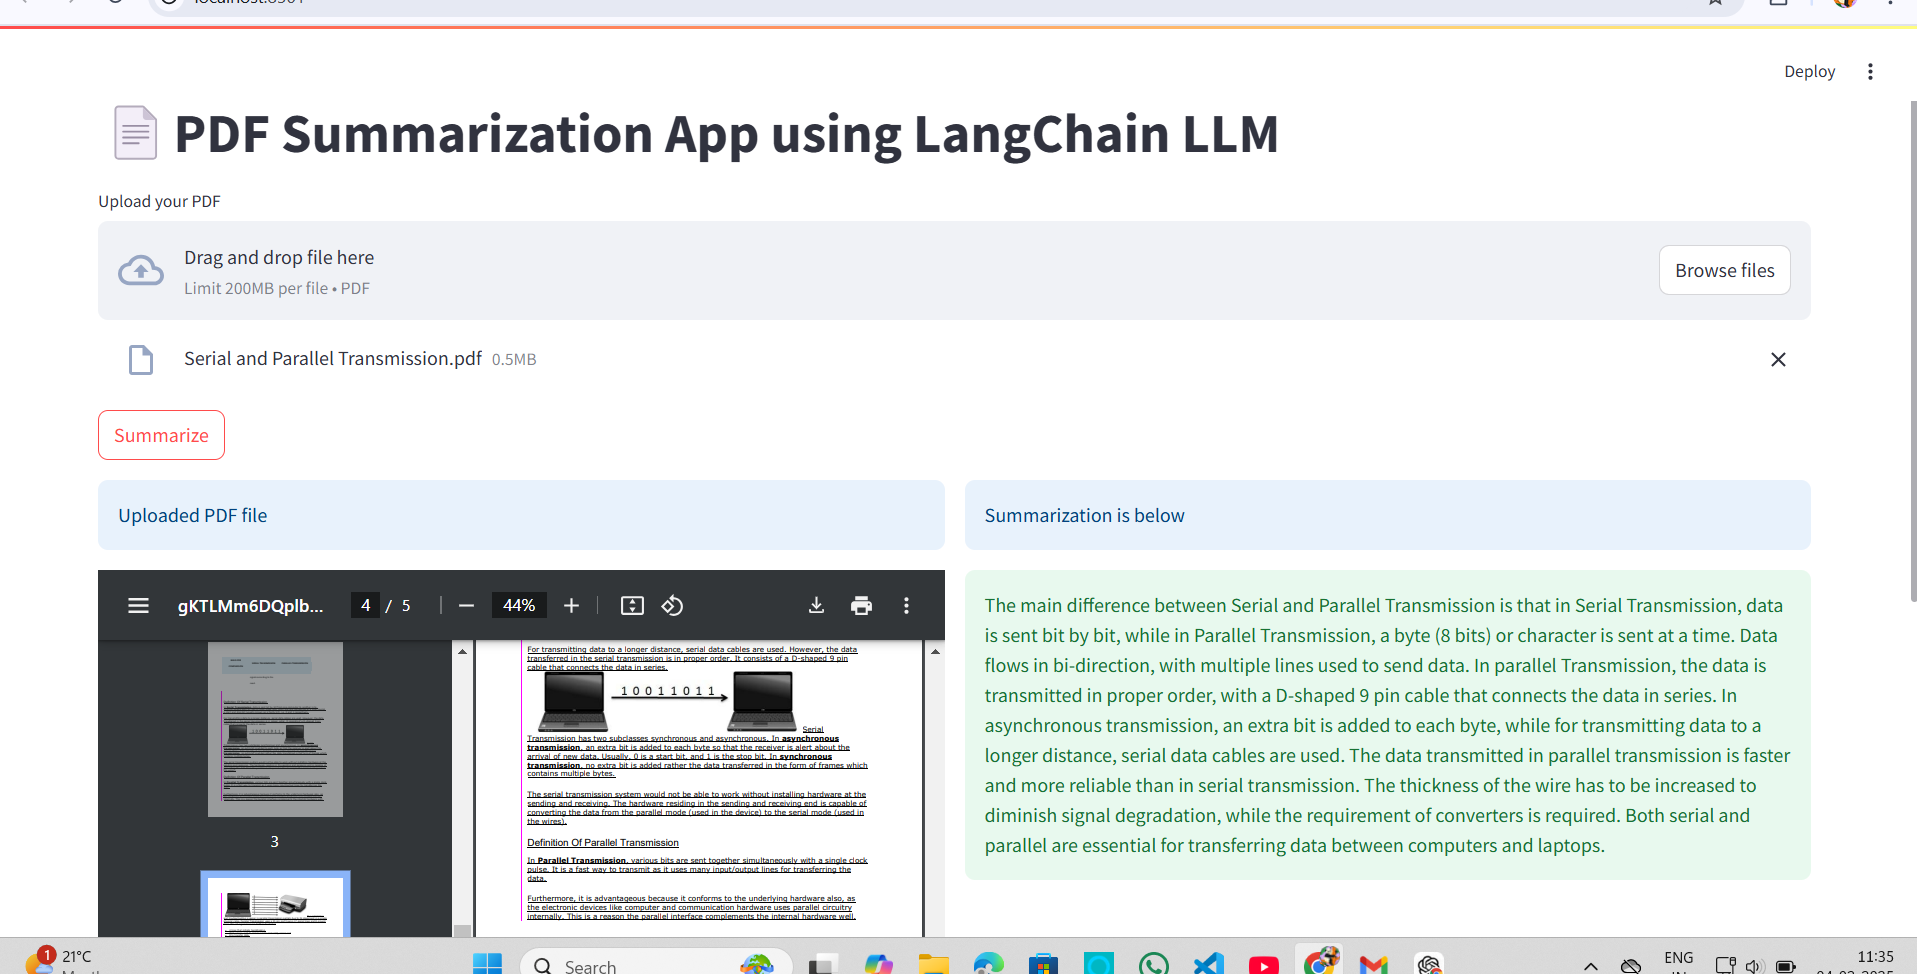 Deploy
PDF Summarization App using LangChain LLM
Upload your PDF
Drag and drop file here
Limit 200MB per file • PDF
Browse files
Serial and Parallel Transmission.pdf 0.5MB
Summarize
Uploaded PDF file
Summarization is below
gKTLMm6DQplb... 4 / 5 44%
3
For transmitting data to a longer distance, serial data cables are used. However, the data
transferred in the serial transmission is in proper order. It consists of a D-shaped 9 pin
cable that connects the data in series.
1 0 0 1 1 0 1 1
Serial
Transmission has two subclasses synchronous and asynchronous. In asynchronous
transmission, an extra bit is added to each byte so that the receiver is alert about the
arrival of new data. Usually, 0 is a start bit, and 1 is the stop bit. In synchronous
transmission, no extra bit is added rather the data transferred in the form of frames which
contains multiple bytes.
The serial transmission system would not be able to work without installing hardware at the
sending and receiving. The hardware residing in the sending and receiving end is capable of
converting the data from the parallel mode (used in the device) to the serial mode (used in
the wires).
Definition Of Parallel Transmission
In Parallel Transmission, various bits are sent together simultaneously with a single clock
pulse. It is a fast way to transmit as it uses many input/output lines for transferring the
data.
Furthermore, it is advantageous because it conforms to the underlying hardware also, as
the electronic devices like computer and communication hardware uses parallel circuitry
internally. This is a reason the parallel interface complements the internal hardware well.
The main difference between Serial and Parallel Transmission is that in Serial Transmission, data
is sent bit by bit, while in Parallel Transmission, a byte (8 bits) or character is sent at a time. Data
flows in bi-direction, with multiple lines used to send data. In parallel Transmission, the data is
transmitted in proper order, with a D-shaped 9 pin cable that connects the data in series. In
asynchronous transmission, an extra bit is added to each byte, while for transmitting data to a
longer distance, serial data cables are used. The data transmitted in parallel transmission is faster
and more reliable than in serial transmission. The thickness of the wire has to be increased to
diminish signal degradation, while the requirement of converters is required. Both serial and
parallel are essential for transferring data between computers and laptops.
1
21°C
Search
ENG
11:35